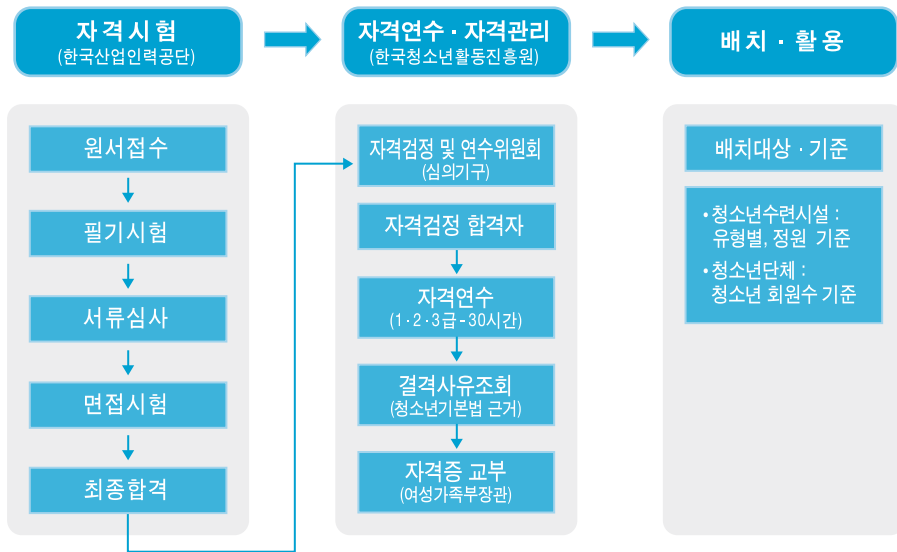 자격시험
(한국산업인력공단)
원서접수
필기시험
서류심사
면접시험
최종합격
자격연수 · 자격관리
(한국청소년활동진흥원)
자격검정 및 연수위원회
(심의기구)
자격검정 합격자
자격연수
(1·2·3급-30시간)
결격사유조회
(청소년기본법 근거)
자격증 교부
(여성가족부장관)
배치 · 활용
배치대상 · 기준
•청소년수련시설 :
유형별, 정원 기준
•청소년단체 :
청소년 회원수 기준